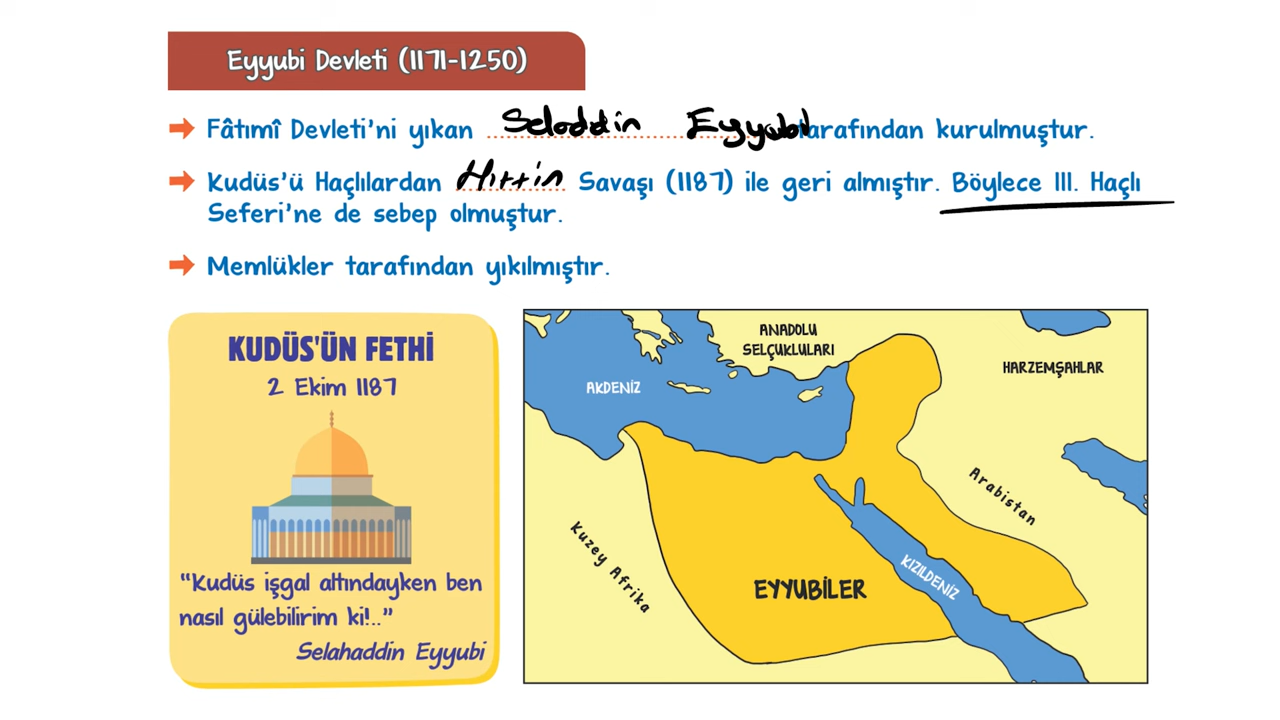 Eyyubi Devleti (1171-1250)
Fâtımî Devleti'ni yıkan Seloddin Eyyubi tarafından kurulmuştur.
Kudüs'ü Haçlılardan Hıttin Savaşı (1187) ile geri almıştır. Böylece III. Haçlı
Seferi'ne de sebep olmuştur.
Memlükler tarafından yıkılmıştır.
KUDÜS'ÜN FETHİ
2 Ekim 1187
"Kudüs işgal altındayken ben
nasıl gülebilirim ki!.."
Selahaddin Eyyubi
ANADOLU
SELÇUKLULARI
HARZEMŞAHLAR
AKDENİZ
Arabistan
Kuzey Afrika
KIZILDENİZ
EYYUBİLER